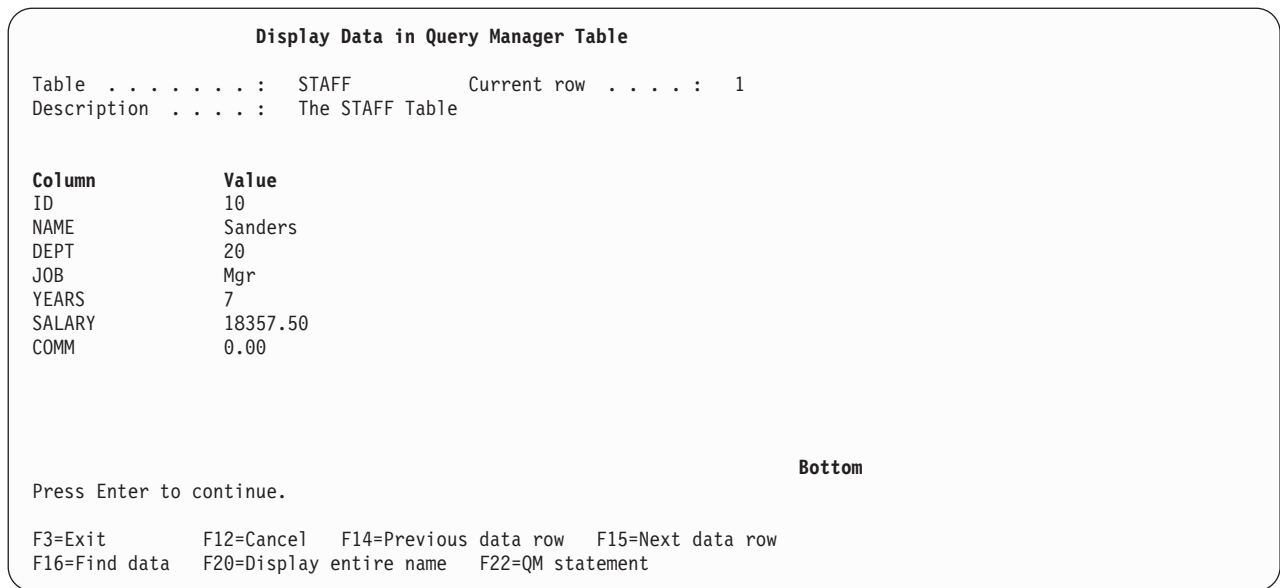 Display Data in Query Manager Table
Table . . . . . . . : STAFF Current row . . . . : 1
Description . . . . : The STAFF Table
Column Value
ID 10
NAME Sanders
DEPT 20
JOB Mgr
YEARS 7
SALARY 18357.50
COMM 0.00
Bottom
Press Enter to continue.
F3=Exit F12=Cancel F14=Previous data row F15=Next data row
F16=Find data F20=Display entire name F22=QM statement